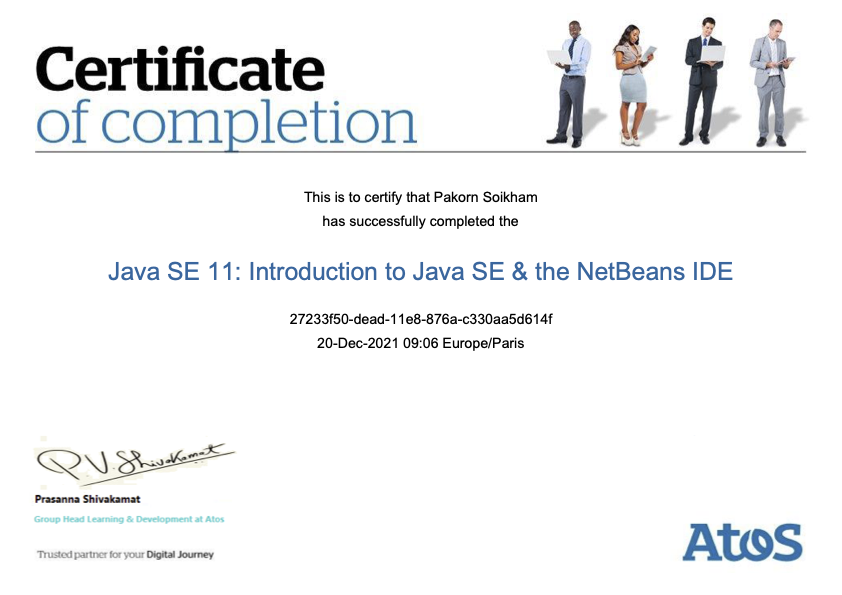 Certificate
of completion
This is to certify that Pakorn Soikham
has successfully completed the
Java SE 11: Introduction to Java SE & the NetBeans IDE
27233f50-dead-11e8-876a-c330aa5d614f
20-Dec-2021 09:06 Europe/Paris
P.V. Shivakamat
Prasanna Shivakamat
Group Head Learning & Development at Atos
Trusted partner for your Digital Journey
Atos